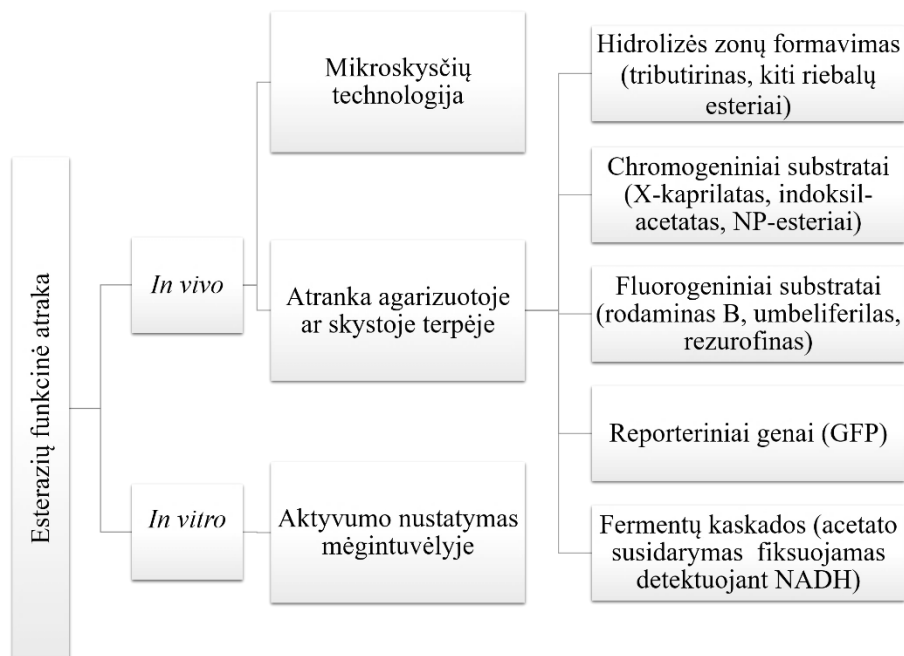 Esterazių funkcinė atraka
In vivo
In vitro
Mikroskysčių
technologija
Atranka agarizuotoje
ar skystoje terpėje
Aktyvumo nustatymas
mėgintuvėlyje
Hidrolizės zonų formavimas
(tributirinas, kiti riebalų
esteriai)
Chromogeniniai substratai
(X-kaprilatas, indoksil-
acetatas, NP-esteriai)
Fluorogeniniai substratai
(rodaminas B, umbeliferilas,
rezurofinas)
Reporteriniai genai (GFP)
Fermentų kaskados (acetato
susidarymas fiksuojamas
detektuojant NADH)